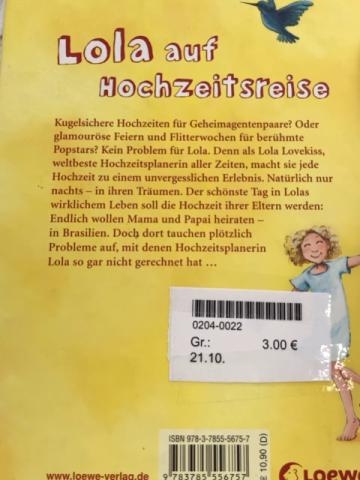 Lola auf
Hochzeitsreise
Kugelsichere Hochzeiten für Geheimagentenpaare? Oder
glamouröse Feiern und Flitterwochen für berühmte
Popstars? Kein Problem für Lola. Denn als Lola Lovekiss,
weltbeste Hochzeitsplanerin aller Zeiten, macht sie jede
Hochzeit zu einem unvergesslichen Erlebnis. Natürlich nur
nachts – in ihren Träumen. Der schönste Tag in Lolas
wirklichem Leben soll die Hochzeit ihrer Eltern werden:
Endlich wollen Mama und Papai heiraten –
in Brasilien. Doch dort tauchen plötzlich
Probleme auf, mit denen Hochzeitsplanerin
Lola so gar nicht gerechnet hat ...
0204-0022
Gr.: 3.00 €
21.10.
ISBN 978-3-7855-5675-7
€ 10,90 (D)
www.loewe-verlag.de
9 783785 556757
Loewe